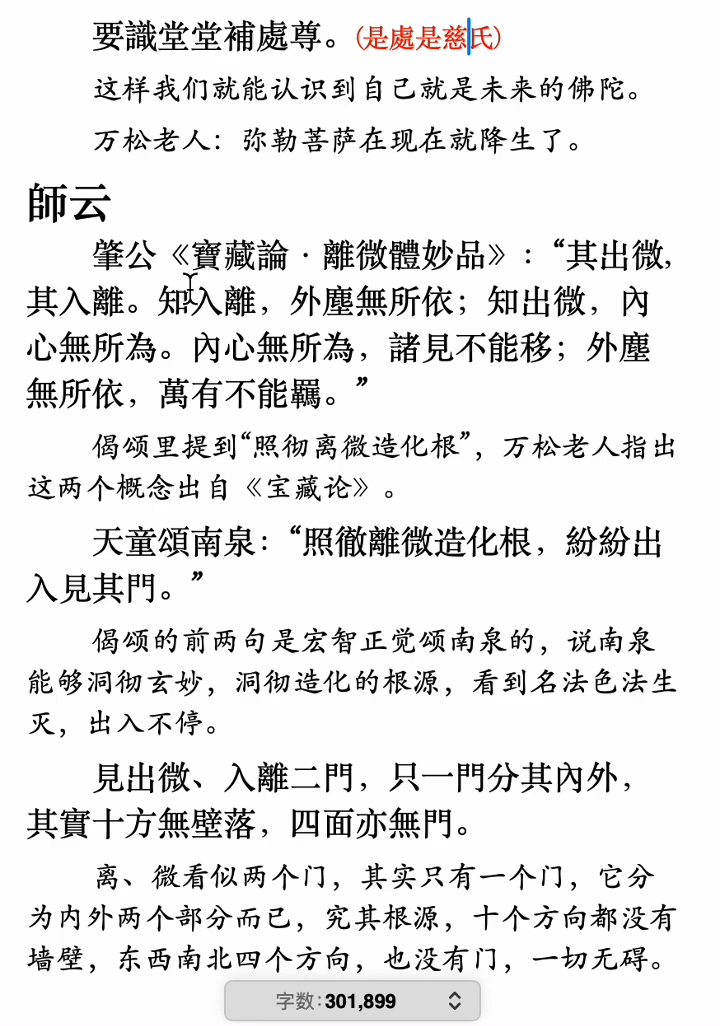 要識堂堂補處尊。(是處是慈氏)
这样我们就能认识到自己就是未来的佛陀。
万松老人：弥勒菩萨在现在就降生了。
師云
肇公《寶藏論·離微體妙品》：“其出微,
其入離。知入離，外塵無所依；知出微，內
心無所為。內心無所為，諸見不能移；外塵
無所依，萬有不能羈。”
偈颂里提到“照彻离微造化根”，万松老人指出
这两个概念出自《宝藏论》。
天童頌南泉：“照徹離微造化根，紛紛出
入見其門。”
偈颂的前两句是宏智正觉颂南泉的，说南泉
能够洞彻玄妙，洞彻造化的根源，看到名法色法生
灭，出入不停。
見出微、入離二門，只一門分其內外，
其實十方無壁落，四面亦無門。
离、微看似两个门，其实只有一个门，它分
为内外两个部分而已，究其根源，十个方向都没有
墙壁，东西南北四个方向，也没有门，一切无碍。
字数:301,899